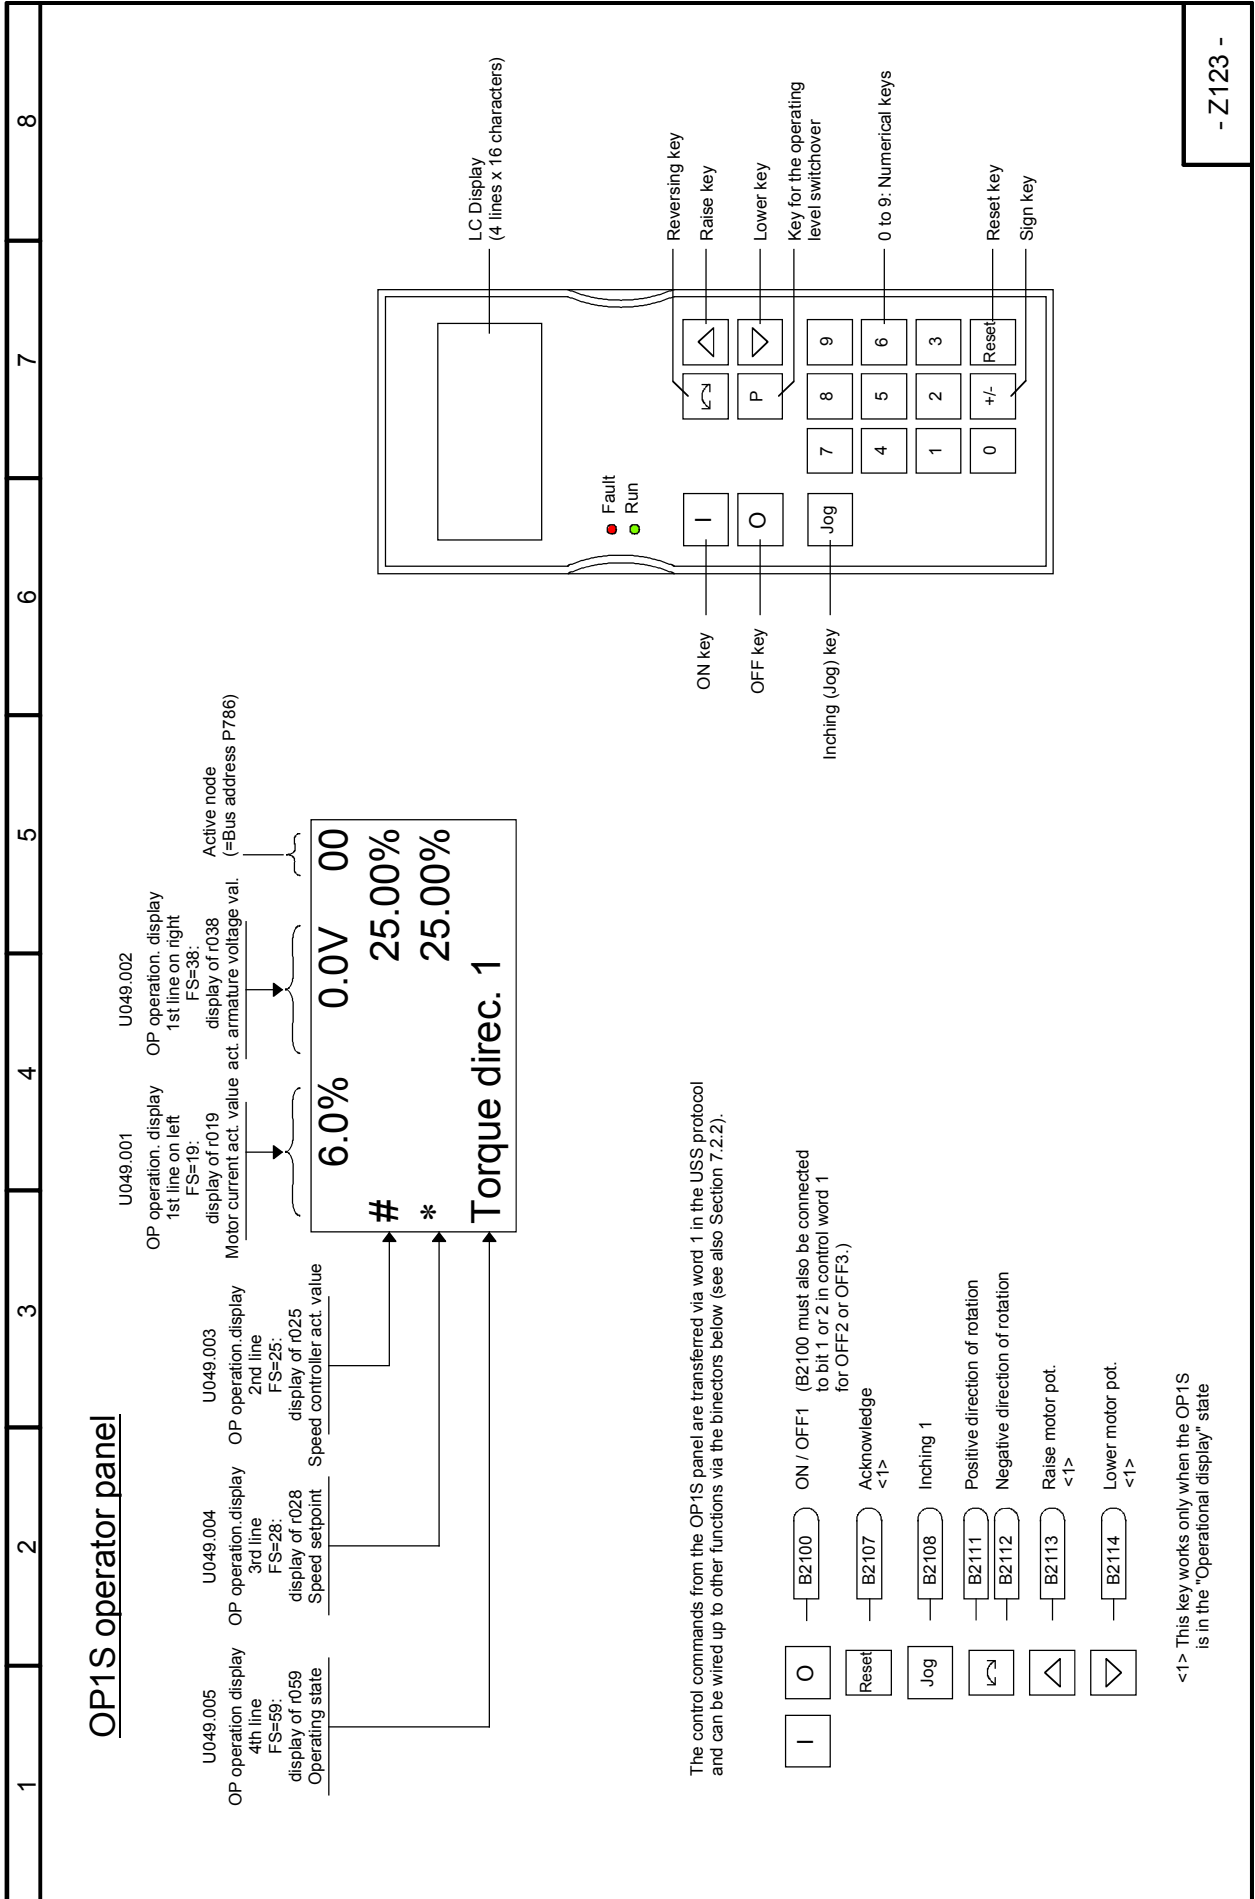 1 2 3 4 5 6 7 8
OP1S operator panel
U049.005
OP operation display
4th line
FS=59:
display of r059
Operating state
U049.004
OP operation.display
3rd line
FS=28:
display of r028
Speed setpoint
U049.003
OP operation.display
2nd line
FS=25:
display of r025
Speed controller act. value
U049.001
OP operation. display
1st line on left
FS=19:
display of r019
Motor current act. value
U049.002
OP operation. display
1st line on right
FS=38:
display of r038
act. armature voltage val.
Active node
(=Bus address P786)
6.0% 0.0V 00
# 25.00%
* 25.00%
Torque direc. 1
LC Display
(4 lines x 16 characters)
Fault
Run
Reversing key
Raise key
Lower key
Key for the operating
level switchover
0 to 9: Numerical keys
Reset key
Sign key
ON key
OFF key
Inching (Jog) key
I
O P
Jog 7 8 9
4 5 6
1 2 3
0 +/- Reset
The control commands from the OP1S panel are transferred via word 1 in the USS protocol
and can be wired up to other functions via the binectors below (see also Section 7.2.2).
I O B2100 ON / OFF1 (B2100 must also be connected
to bit 1 or 2 in control word 1
for OFF2 or OFF3.)
Reset B2107 Acknowledge
<1>
Jog B2108 Inching 1
B2111 Positive direction of rotation
B2112 Negative direction of rotation
B2113 Raise motor pot.
<1>
B2114 Lower motor pot.
<1>
<1> This key works only when the OP1S
is in the "Operational display" state
- Z123 -